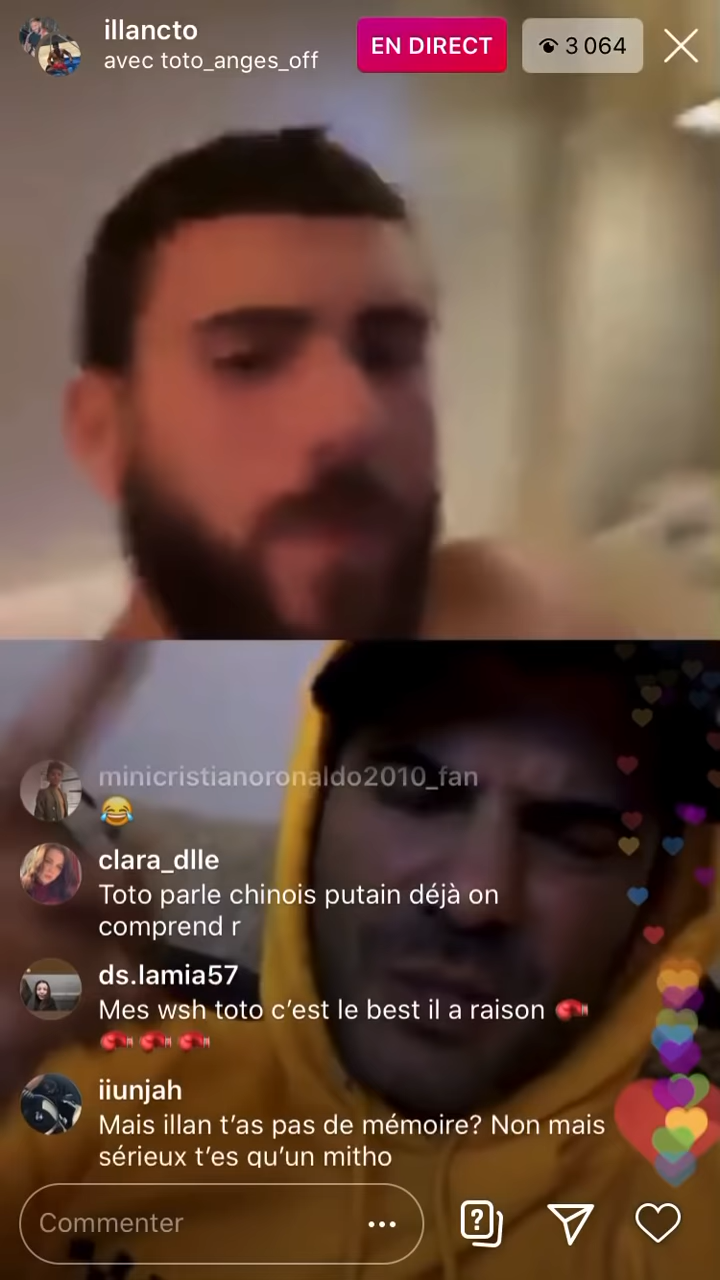 illancto
avec toto_anges_off
EN DIRECT
3 064
minicristianoronaldo2010_fan
😂
clara_dlle
Toto parle chinois putain déjà on
comprend r
ds.lamia57
Mes wsh toto c’est le best il a raison 🥊
🥊🥊🥊
iiunjah
Mais illan t’as pas de mémoire? Non mais
sérieux t’es qu’un mitho
Commenter